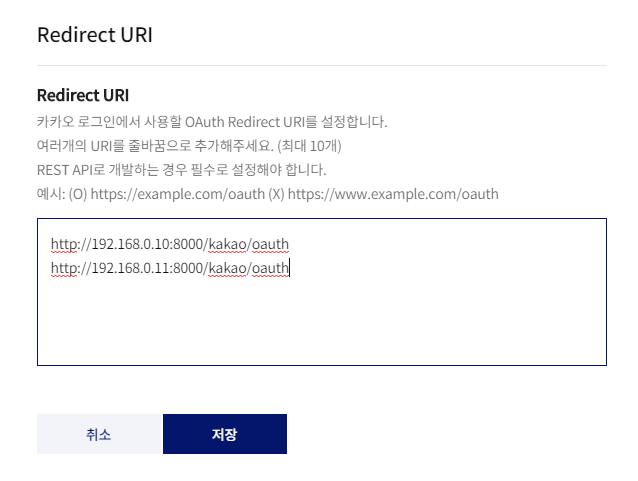 Redirect URI
Redirect URI
카카오 로그인에서 사용할 OAuth Redirect URI를 설정합니다.
여러개의 URI를 줄바꿈으로 추가해주세요. (최대 10개)
REST API로 개발하는 경우 필수로 설정해야 합니다.
예시: (O) https://example.com/oauth (X) https://www.example.com/oauth
http://192.168.0.10:8000/kakao/oauth
http://192.168.0.11:8000/kakao/oauth
취소 저장